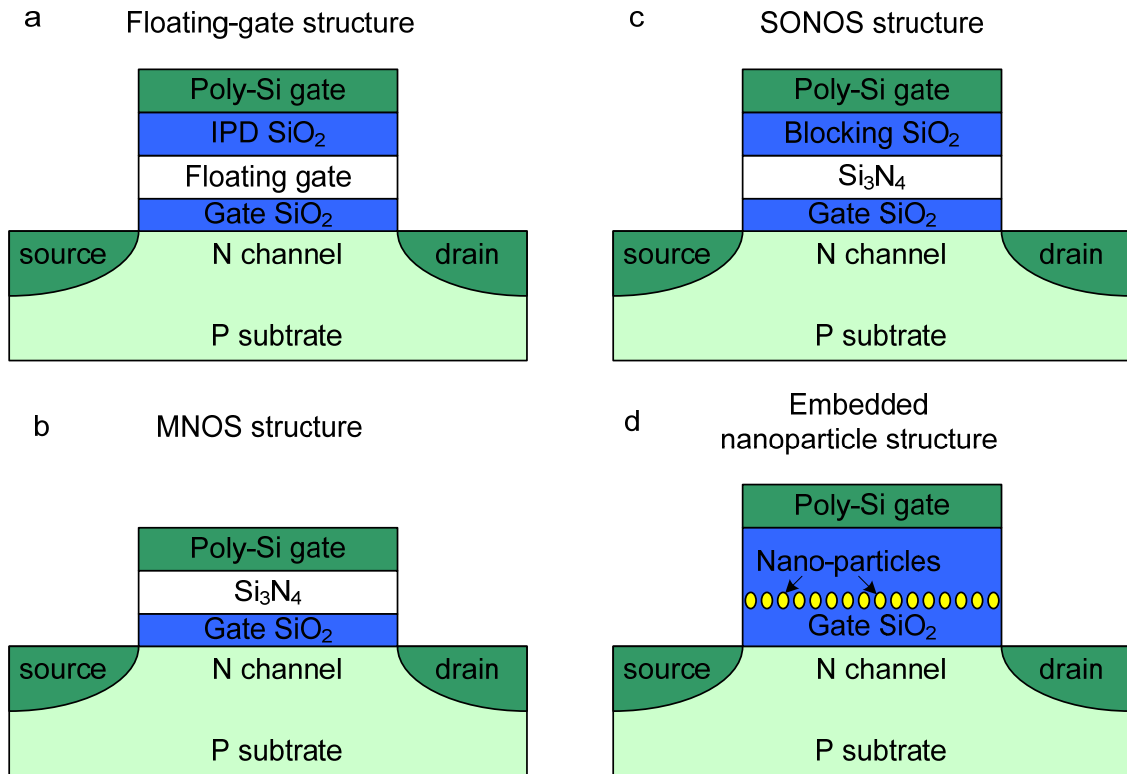 a
Floating-gate structure
Poly-Si gate
IPD SiO₂
Floating gate
Gate SiO₂
source
N channel
drain
P subtrate
b
MNOS structure
Poly-Si gate
Si₃N₄
Gate SiO₂
source
N channel
drain
P subtrate
c
SONOS structure
Poly-Si gate
Blocking SiO₂
Si₃N₄
Gate SiO₂
source
N channel
drain
P subtrate
d
Embedded
nanoparticle structure
Poly-Si gate
Nano-particles
Gate SiO₂
source
N channel
drain
P subtrate